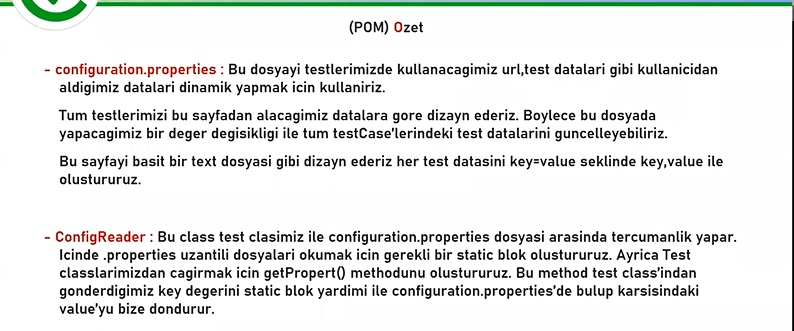 (POM) Ozet
- configuration.properties : Bu dosyayi testlerimizde kullanacagimiz url,test datalari gibi kullanicidan
aldigimiz datalari dinamik yapmak icin kullaniriz.
Tum testlerimizi bu sayfadan alacagimiz datalara gore dizayn ederiz. Boylece bu dosyada
yapacagimiz bir deger degisikligi ile tum testCase'lerindeki test datalarini guncelleyebiliriz.
Bu sayfayi basit bir text dosyasi gibi dizayn ederiz her test datasini key=value seklinde key,value ile
olustururuz.
- ConfigReader : Bu class test clasimiz ile configuration.properties dosyasi arasinda tercumanlik yapar.
Icinde .properties uzantili dosyalari okumak icin gerekli bir static blok olustururuz. Ayrica Test
classlarimizdan cagirmak icin getPropert() methodunu olustururuz. Bu method test class'indan
gonderdigimiz key degerini static blok yardimi ile configuration.properties'de bulup karsisindaki
value'yu bize dondurur.